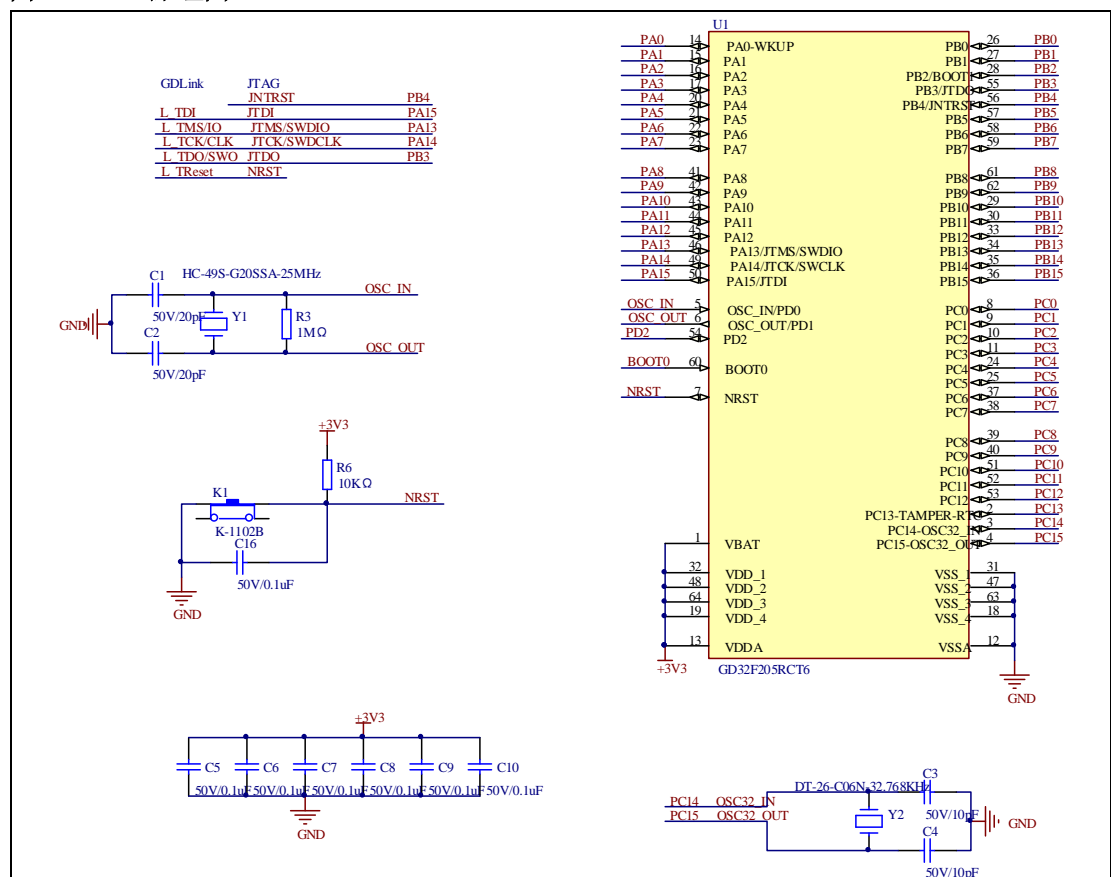 U1
GDLink JTAG
JNTRST PB4
L_TDI JTDI PA15
L_TMS/IO JTMS/SWDIO PA13
L_TCK/CLK JTCK/SWDCLK PA14
L_TDO/SWO JTDO PB3
L_TReset NRST
PA0 14 PA0-WKUP PB0 26 PB0
PA1 15 PA1 PB1 27 PB1
PA2 16 PA2 PB2/BOOT1 28 PB2
PA3 17 PA3 PB3/JTDO 55 PB3
PA4 20 PA4 PB4/JNTRST 56 PB4
PA5 21 PA5 PB5 57 PB5
PA6 22 PA6 PB6 58 PB6
PA7 23 PA7 PB7 59 PB7
PA8 41 PA8 PB8 61 PB8
PA9 42 PA9 PB9 62 PB9
PA10 43 PA10 PB10 29 PB10
PA11 44 PA11 PB11 30 PB11
PA12 45 PA12 PB12 33 PB12
PA13 46 PA13/JTMS/SWDIO PB13 34 PB13
PA14 49 PA14/JTCK/SWCLK PB14 35 PB14
PA15 50 PA15/JTDI PB15 36 PB15
OSC_IN 5 OSC_IN/PD0 PC0 8 PC0
OSC_OUT 6 OSC_OUT/PD1 PC1 9 PC1
PD2 54 PD2 PC2 10 PC2
PC3 11 PC3
BOOT0 60 BOOT0 PC4 24 PC4
PC5 25 PC5
NRST 7 NRST PC6 37 PC6
PC7 38 PC7
PC8 39 PC8
PC9 40 PC9
PC10 51 PC10
PC11 52 PC11
PC12 53 PC12
PC13-TAMPER-RTC 2 PC13
PC14-OSC32_IN 3 PC14
PC15-OSC32_OUT 4 PC15
1 VBAT
32 VDD_1 VSS_1 31
48 VDD_2 VSS_2 47
64 VDD_3 VSS_3 63
19 VDD_4 VSS_4 18
13 VDDA VSSA 12
+3V3 GD32F205RCT6
GND
C1 HC-49S-G20SSA-25MHz
OSC_IN
50V/20pF Y1 R3
GND 1MΩ
C2
OSC_OUT
50V/20pF
+3V3
R6
10KΩ
K1 NRST
K-1102B
C16
50V/0.1uF
GND
+3V3
C5 C6 C7 C8 C9 C10
50V/0.1uF 50V/0.1uF 50V/0.1uF 50V/0.1uF 50V/0.1uF 50V/0.1uF
GND
DT-26-C06N-32.768KHz C3
PC14 OSC32_IN
PC15 OSC32_OUT
50V/10pF
Y2 GND
C4
50V/10pF